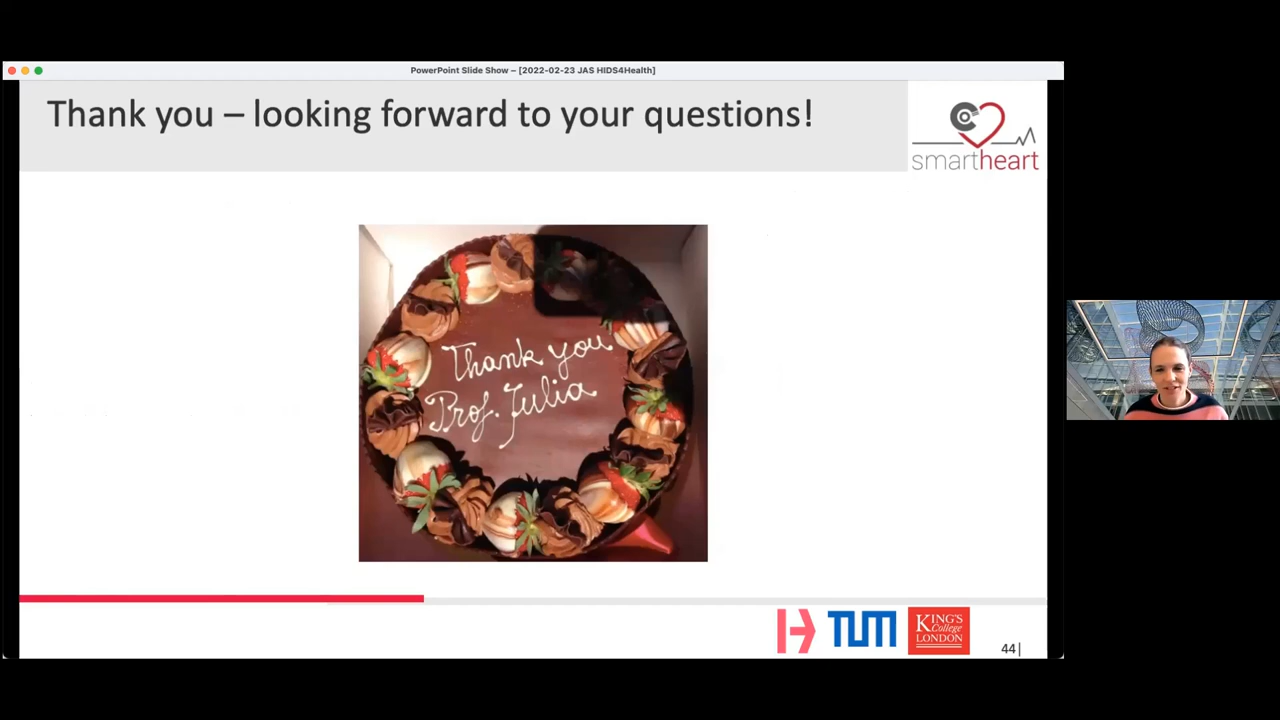 PowerPoint Slide Show – [2022-02-23 JAS HIDS4Health]
Thank you – looking forward to your questions!
smartheart
Thank you
Prof. Julia
TUM
KING'S
College
LONDON
44|